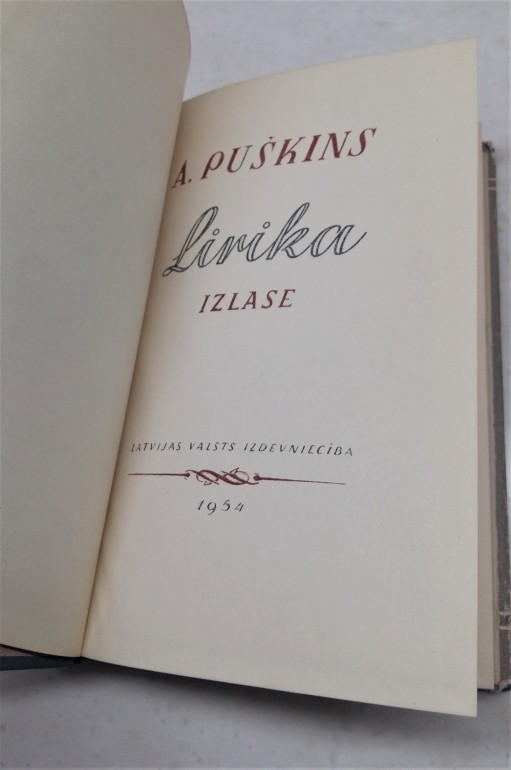 A. PUŠKINS
Lirika
IZLASE
LATVIJAS VALSTS IZDEVNIECĪBA
1954